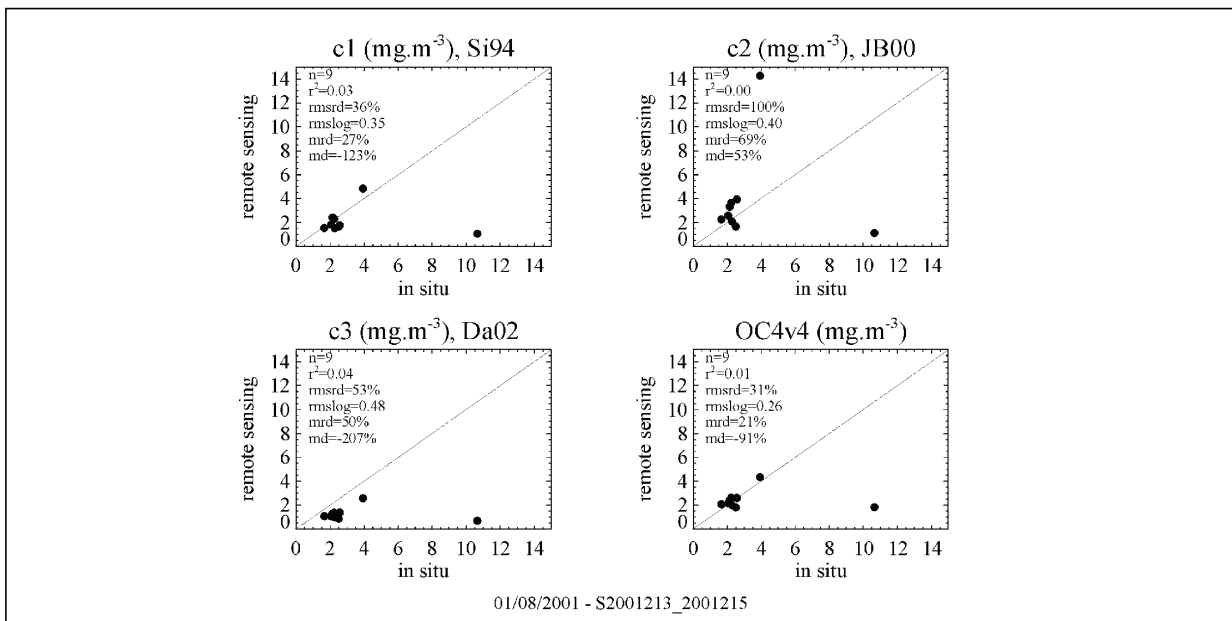 c1 (mg.m⁻³), Si94
n=9
r²=0.03
rmsrd=36%
rmslog=0.35
mrd=27%
md=-123%
remote sensing
14
12
10
8
6
4
2
0
0 2 4 6 8 10 12 14
in situ
c2 (mg.m⁻³), JB00
n=9
r²=0.00
rmsrd=100%
rmslog=0.40
mrd=69%
md=53%
remote sensing
14
12
10
8
6
4
2
0
0 2 4 6 8 10 12 14
in situ
c3 (mg.m⁻³), Da02
n=9
r²=0.04
rmsrd=53%
rmslog=0.48
mrd=50%
md=-207%
remote sensing
14
12
10
8
6
4
2
0
0 2 4 6 8 10 12 14
in situ
OC4v4 (mg.m⁻³)
n=9
r²=0.01
rmsrd=31%
rmslog=0.26
mrd=21%
md=-91%
remote sensing
14
12
10
8
6
4
2
0
0 2 4 6 8 10 12 14
in situ
01/08/2001 - S2001213_2001215